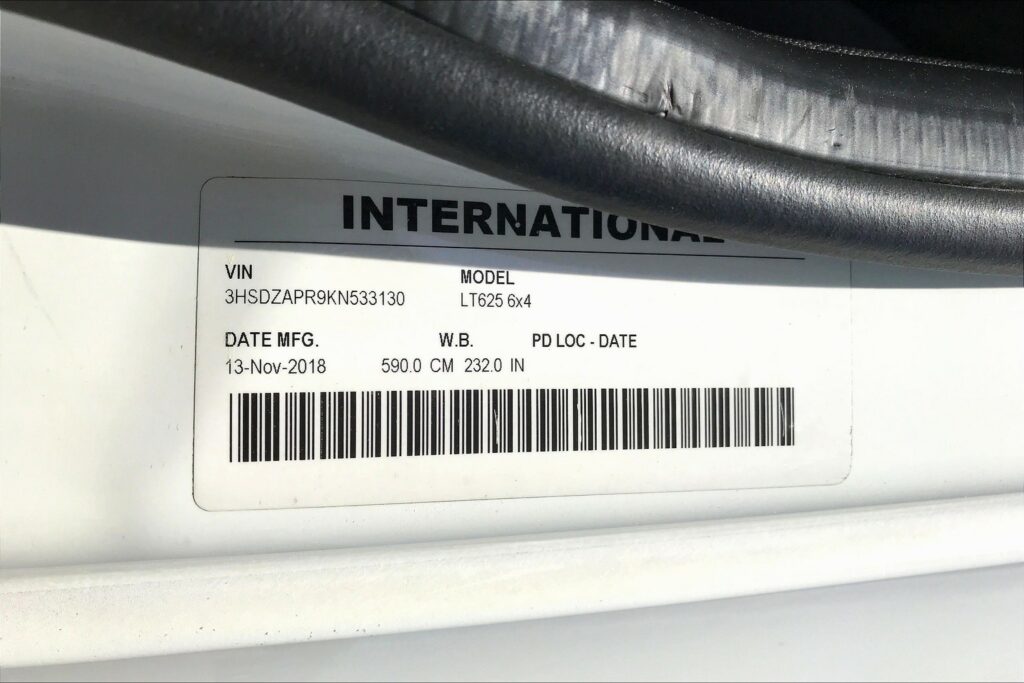 INTERNATIONAL
VIN MODEL
3HSDZAPR9KN533130 LT625 6x4
DATE MFG. W.B. PD LOC - DATE
13-Nov-2018 590.0 CM 232.0 IN